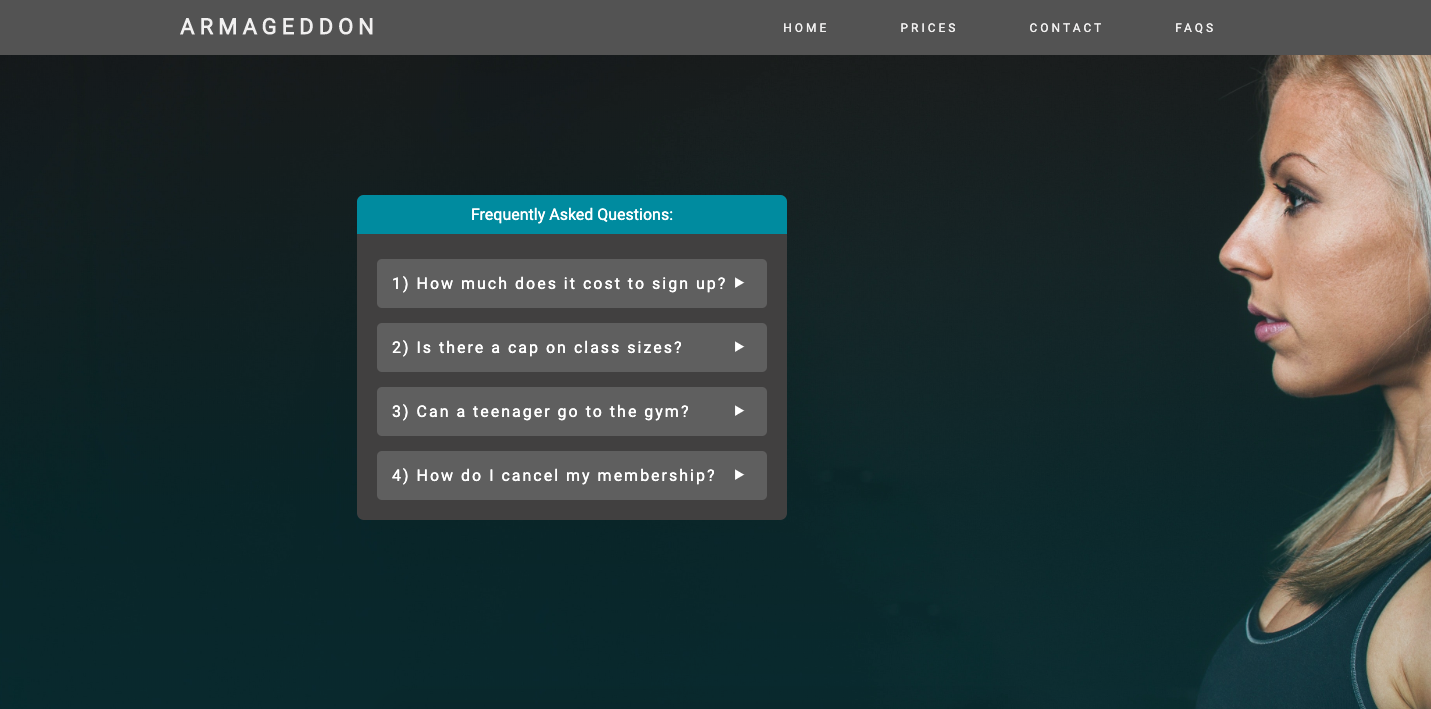 ARMAGEDDON
HOME PRICES CONTACT FAQS
Frequently Asked Questions:
1) How much does it cost to sign up?
2) Is there a cap on class sizes?
3) Can a teenager go to the gym?
4) How do I cancel my membership?